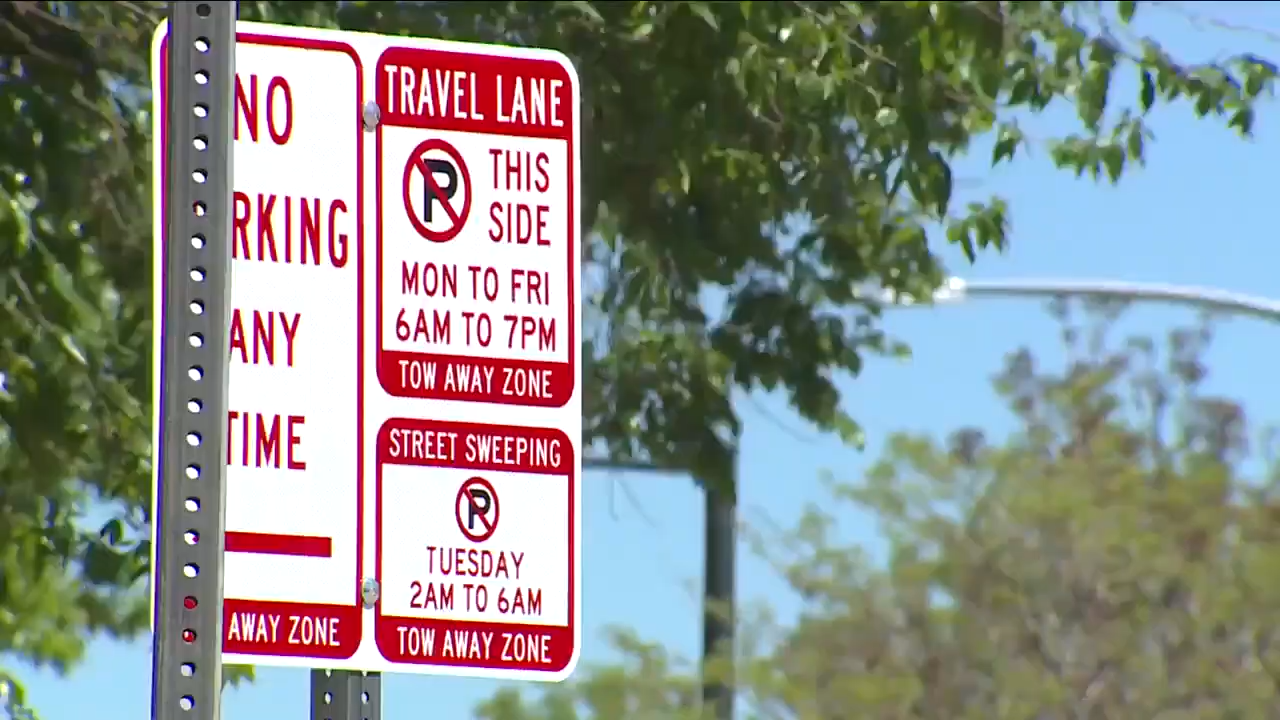 NO
RKING
ANY
TIME
AWAY ZONE
TRAVEL LANE
P THIS
SIDE
MON TO FRI
6AM TO 7PM
TOW AWAY ZONE
STREET SWEEPING
P
TUESDAY
2AM TO 6AM
TOW AWAY ZONE